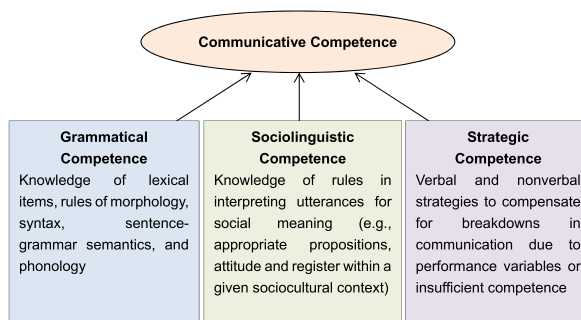 Communicative Competence
Grammatical
Competence
Knowledge of lexical
items, rules of morphology,
syntax, sentence-
grammar semantics, and
phonology
Sociolinguistic
Competence
Knowledge of rules in
interpreting utterances for
social meaning (e.g.,
appropriate propositions,
attitude and register within a
given sociocultural context)
Strategic
Competence
Verbal and nonverbal
strategies to compensate
for breakdowns in
communication due to
performance variables or
insufficient competence